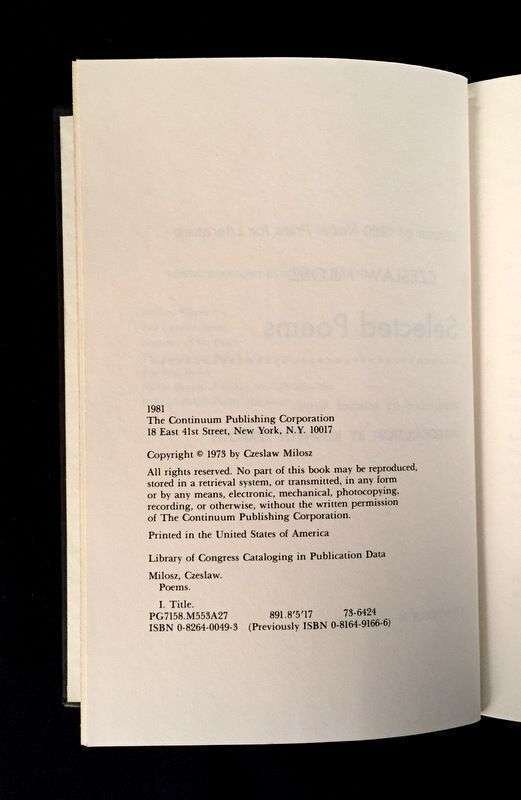 1981
The Continuum Publishing Corporation
18 East 41st Street, New York, N.Y. 10017
Copyright © 1973 by Czeslaw Milosz
All rights reserved. No part of this book may be reproduced,
stored in a retrieval system, or transmitted, in any form
or by any means, electronic, mechanical, photocopying,
recording, or otherwise, without the written permission
of The Continuum Publishing Corporation.
Printed in the United States of America
Library of Congress Cataloging in Publication Data
Milosz, Czeslaw.
Poems.
I. Title.
PG7158.M553A27 891.8'5'17 73-6424
ISBN 0-8264-0049-3 (Previously ISBN 0-8164-9166-6)